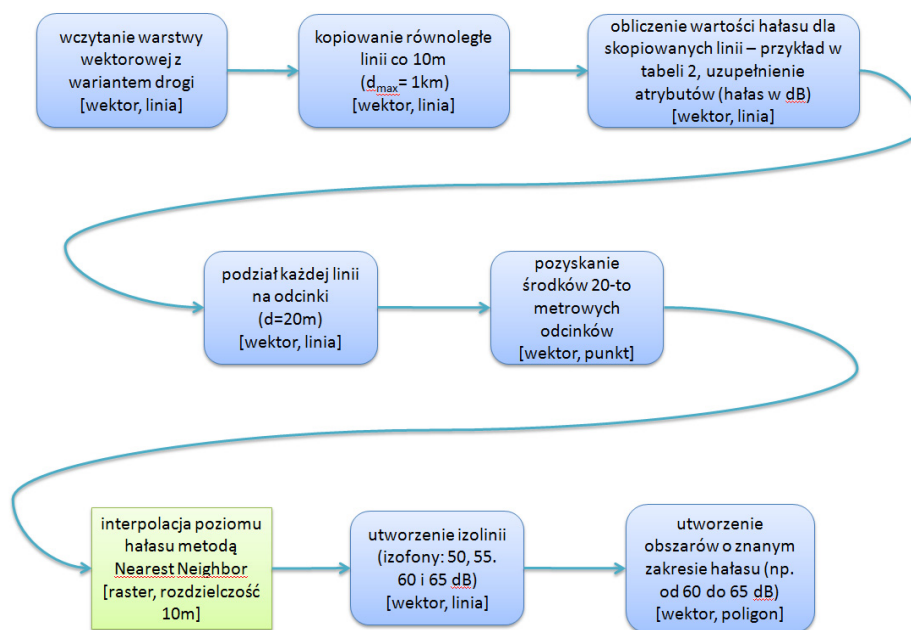 wczytanie warstwy
wektorowej z
wariantem drogi
[wektor, linia]
kopiowanie równoległe
linii co 10m
(dmax= 1km)
[wektor, linia]
obliczenie wartości hałasu dla
skopiowanych linii – przykład w
tabeli 2, uzupełnienie
atrybutów (hałas w dB)
[wektor, linia]
podział każdej linii
na odcinki
(d=20m)
[wektor, linia]
pozyskanie
środków 20-to
metrowych
odcinków
[wektor, punkt]
interpolacja poziomu
hałasu metodą
Nearest Neighbor
[raster, rozdzielczość
10m]
utworzenie izolinii
(izofony: 50, 55.
60 i 65 dB)
[wektor, linia]
utworzenie
obszarów o znanym
zakresie hałasu (np.
od 60 do 65 dB)
[wektor, poligon]